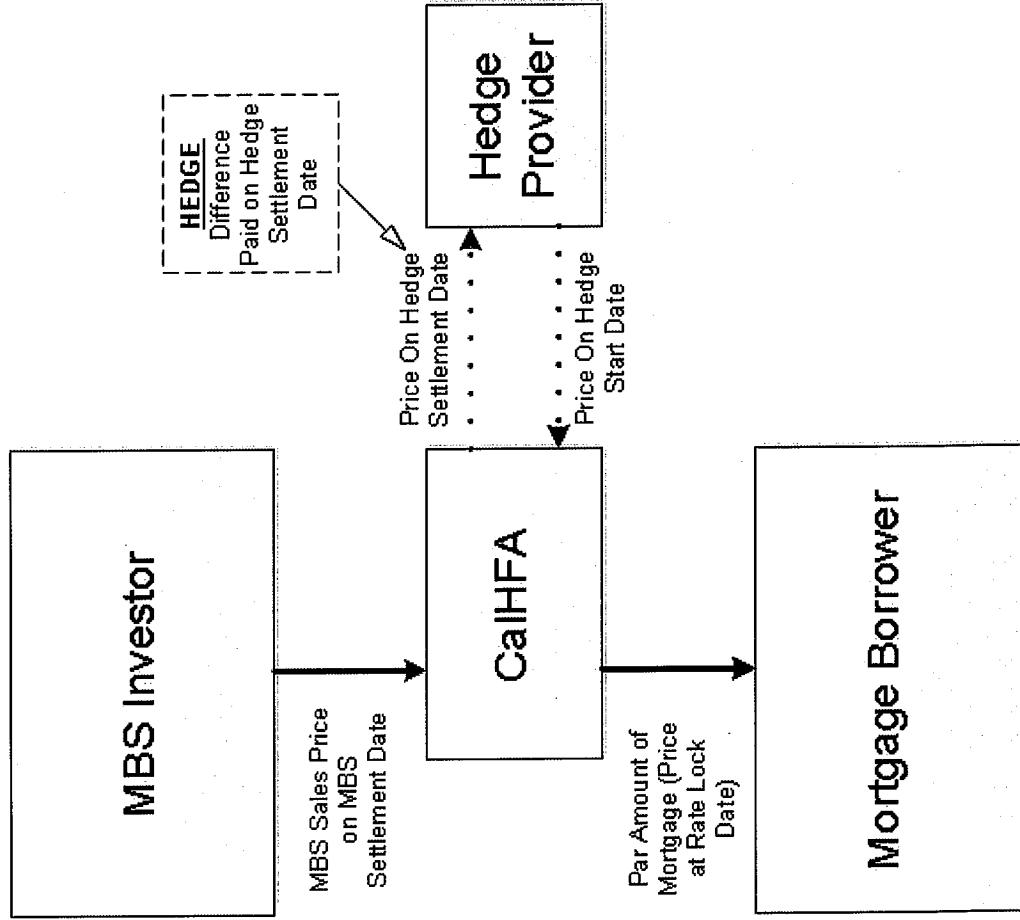 MBS Investor
MBS Sales Price
on MBS
Settlement Date
CalHFA
Par Amount of
Mortgage (Price
at Rate Lock
Date)
Mortgage Borrower
HEDGE
Difference
Paid on Hedge
Settlement
Date
Price On Hedge
Settlement Date
Price On Hedge
Start Date
Hedge
Provider